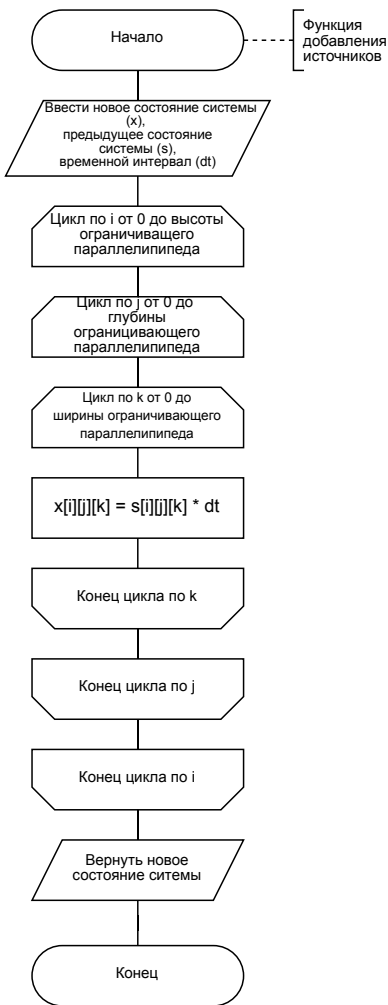 Начало
Функция
добавления
источников
Ввести новое состояние системы
(x),
предыдущее состояние
системы (s),
временной интервал (dt)
Цикл по i от 0 до высоты
ограничиващего
параллелипипеда
Цикл по j от 0 до
глубины
ограницивающего
параллелипипеда
Цикл по k от 0 до
ширины ограничивающего
параллелипипеда
x[i][j][k] = s[i][j][k] * dt
Конец цикла по k
Конец цикла по j
Конец цикла по i
Вернуть новое
состояние ситемы
Конец